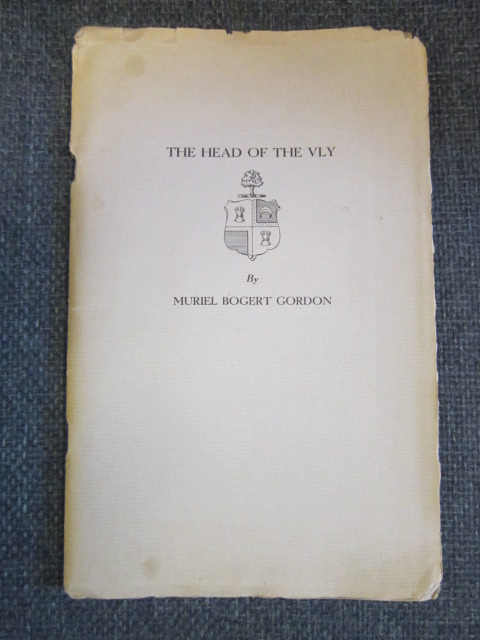 THE HEAD OF THE VLY
By
MURIEL BOGERT GORDON